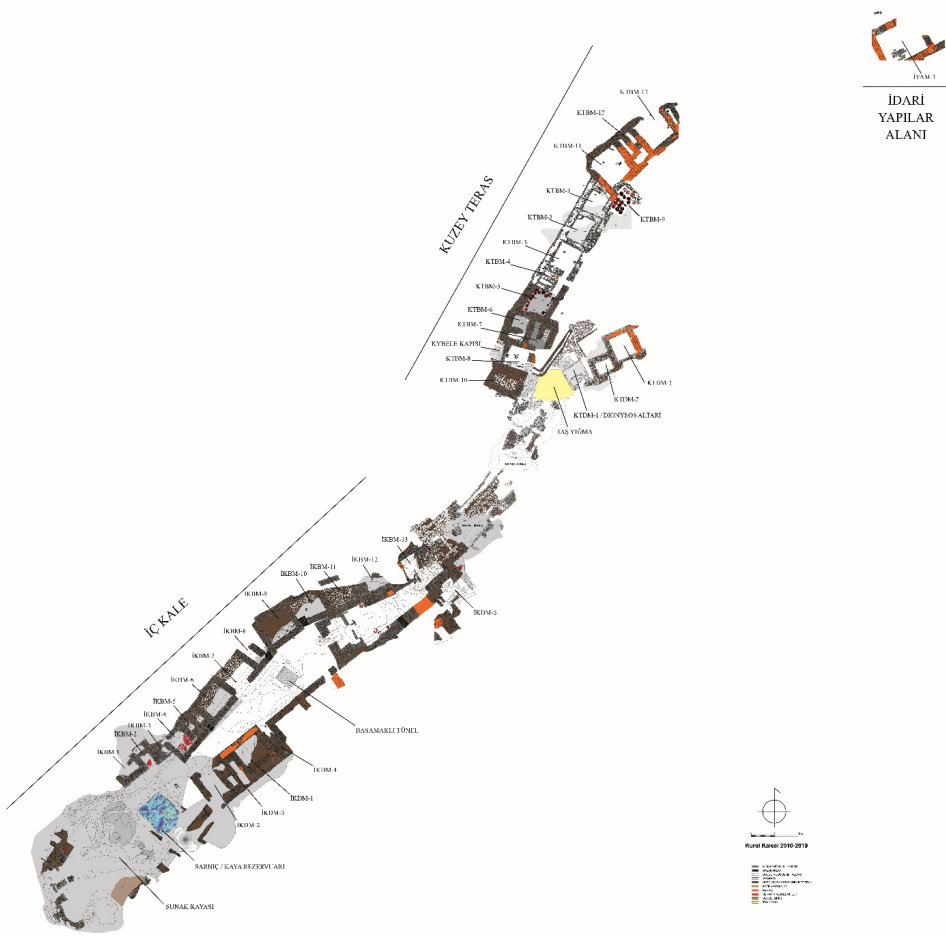 İYAM-1
İDARİ
YAPILAR
ALANI
KUZEY TERAS
KTBM-13
KTBM-12
KTBM-11
KTBM-1
KTBM-9
KTBM-2
KTBM-3
KTBM-4
KTBM-5
KTBM-6
KTBM-7
KYBELE KAPISI
KTBM-8
KTBM-10
KTDM-3
KTDM-2
KTDM-1 / DIONYSOS ALTARI
TAŞ YIĞMA
İÇ KALE
İKBM-13
İKBM-12
İKBM-11
İKBM-10
İKBM-9
İKDM-5
İKBM-8
İKBM-7
İKBM-6
İKBM-5
İKBM-4
İKBM-3
İKBM-2
İKBM-1
BASAMAKLI TÜNEL
İKDM-4
İKDM-1
İKDM-3
İKDM-2
SARNIÇ / KAYA REZERVUARI
SUNAK KAYASI
Kurul Kalesi 2010-2019